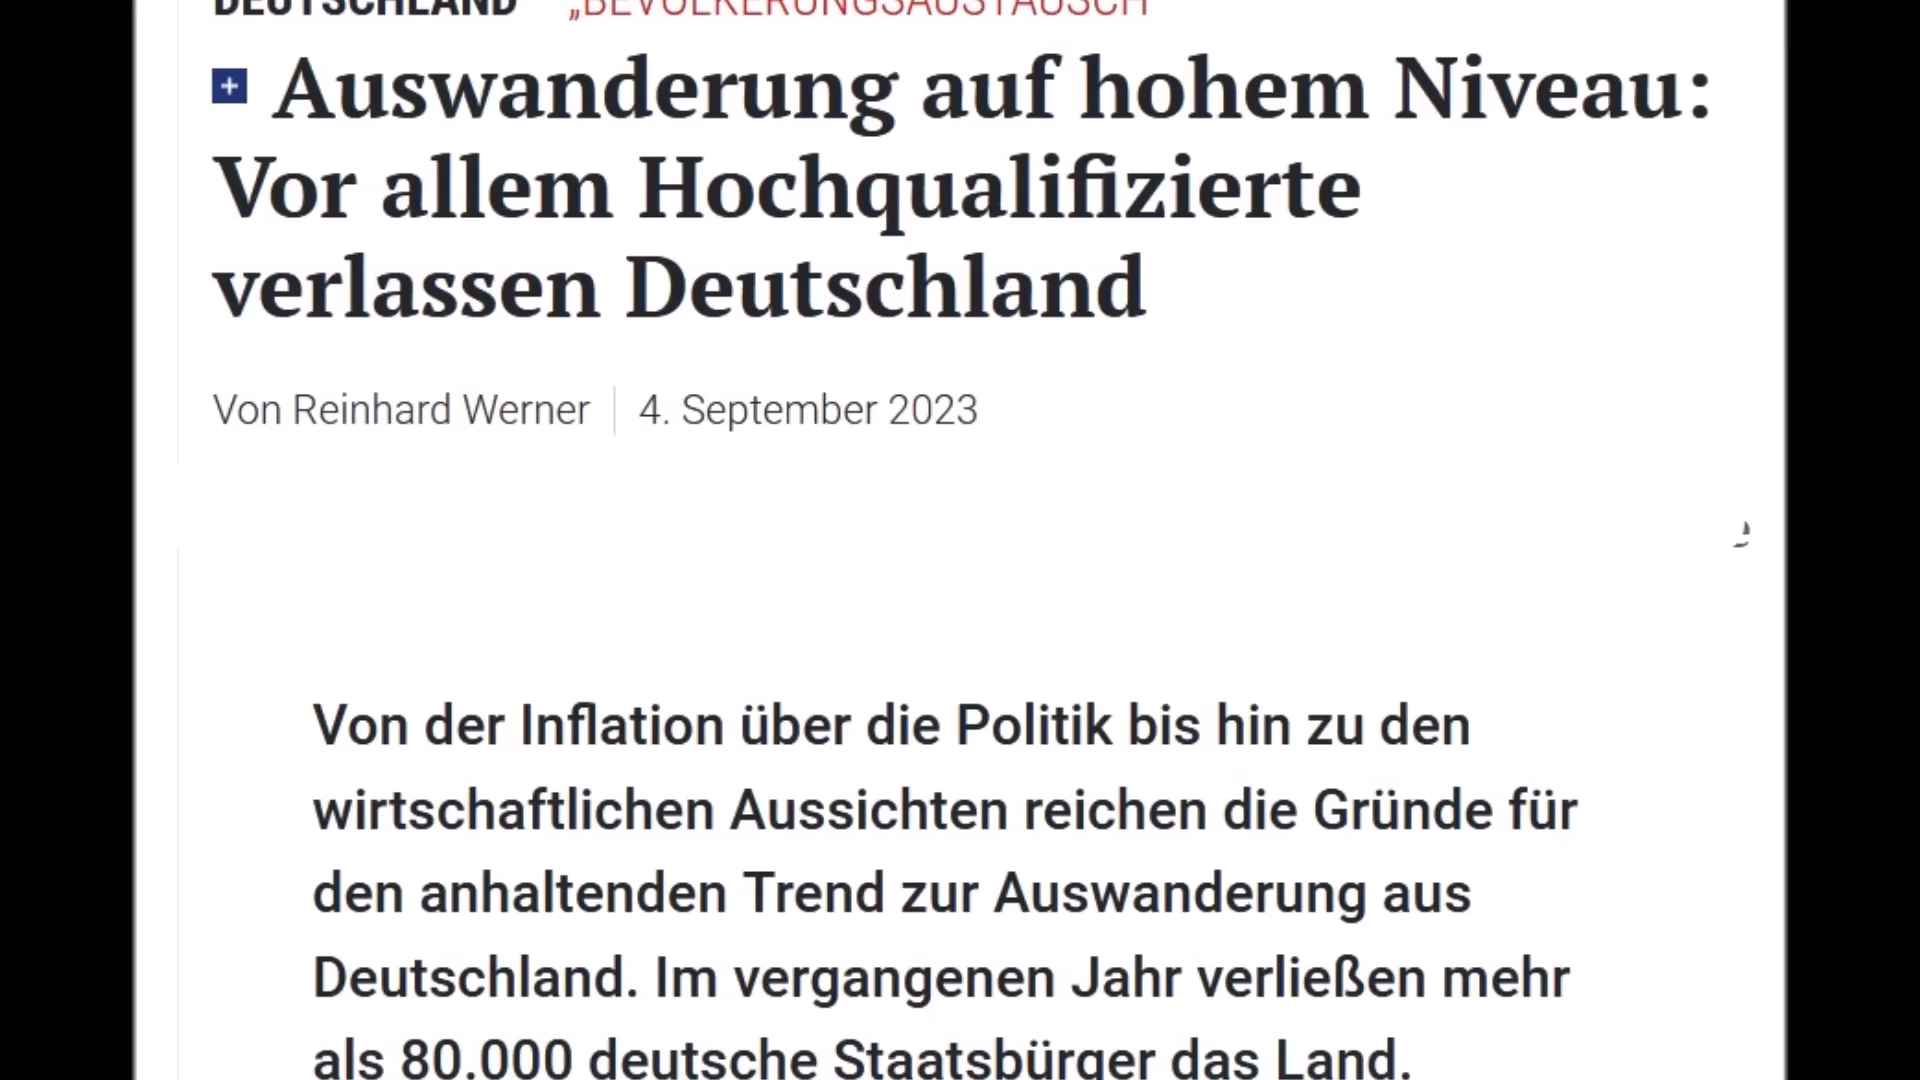 DEUTSCHLAND „BEVÖLKERUNGSAUSTAUSCH
+ Auswanderung auf hohem Niveau:
Vor allem Hochqualifizierte
verlassen Deutschland
Von Reinhard Werner 4. September 2023
Von der Inflation über die Politik bis hin zu den
wirtschaftlichen Aussichten reichen die Gründe für
den anhaltenden Trend zur Auswanderung aus
Deutschland. Im vergangenen Jahr verließen mehr
als 80.000 deutsche Staatsbürger das Land.